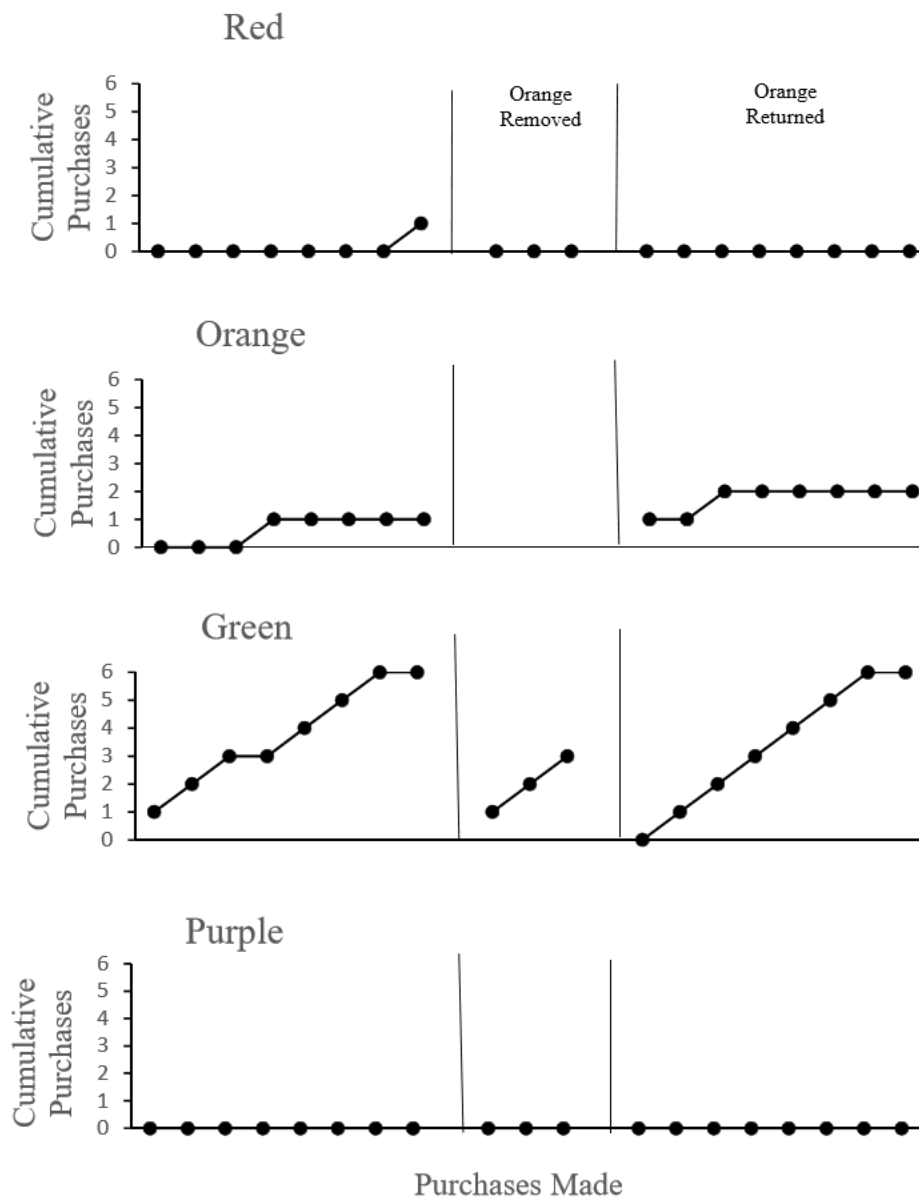 Red
Cumulative
Purchases
6
5
4
3
2
1
0
Orange
Removed
Orange
Returned
Orange
Cumulative
Purchases
6
5
4
3
2
1
0
Green
Cumulative
Purchases
6
5
4
3
2
1
0
Purple
Cumulative
Purchases
6
5
4
3
2
1
0
Purchases Made